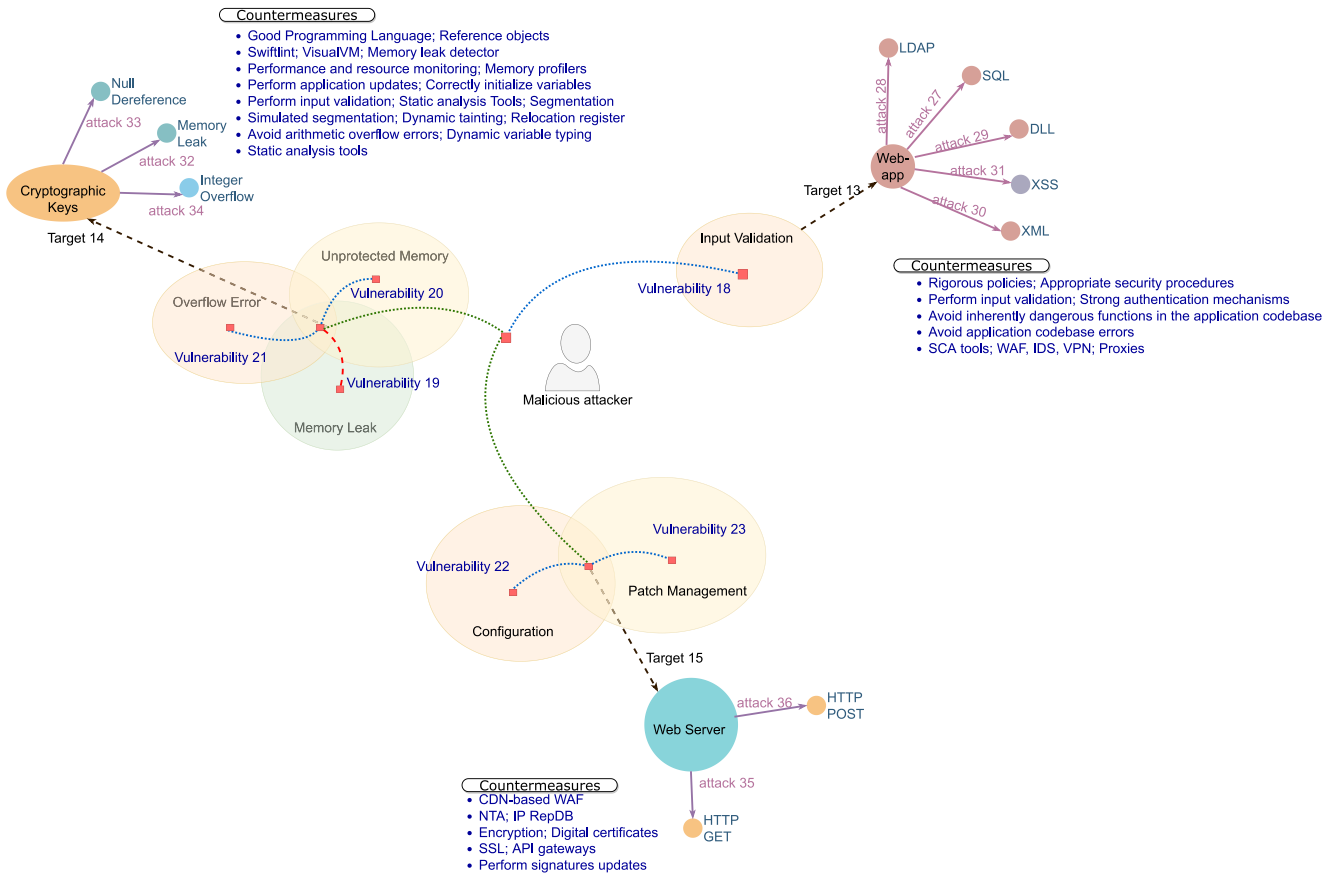 Countermeasures
Good Programming Language; Reference objects
Swiftlint; VisualVM; Memory leak detector
Performance and resource monitoring; Memory profilers
Perform application updates; Correctly initialize variables
Perform input validation; Static analysis Tools; Segmentation
Simulated segmentation; Dynamic tainting; Relocation register
Avoid arithmetic overflow errors; Dynamic variable typing
Static analysis tools
Null
Dereference
attack 33
Memory
Leak
attack 32
Integer
Overflow
attack 34
Cryptographic
Keys
Target 14
LDAP
attack 28
SQL
attack 27
DLL
attack 29
Web-
app
attack 31
XSS
attack 30
XML
Target 13
Input Validation
Vulnerability 18
Countermeasures
Rigorous policies; Appropriate security procedures
Perform input validation; Strong authentication mechanisms
Avoid inherently dangerous functions in the application codebase
Avoid application codebase errors
SCA tools; WAF, IDS, VPN; Proxies
Unprotected Memory
Vulnerability 20
Overflow Error
Vulnerability 21
Vulnerability 19
Memory Leak
Malicious attacker
Vulnerability 23
Vulnerability 22
Patch Management
Configuration
Target 15
Web Server
attack 36
HTTP
POST
attack 35
HTTP
GET
Countermeasures
CDN-based WAF
NTA; IP RepDB
Encryption; Digital certificates
SSL; API gateways
Perform signatures updates